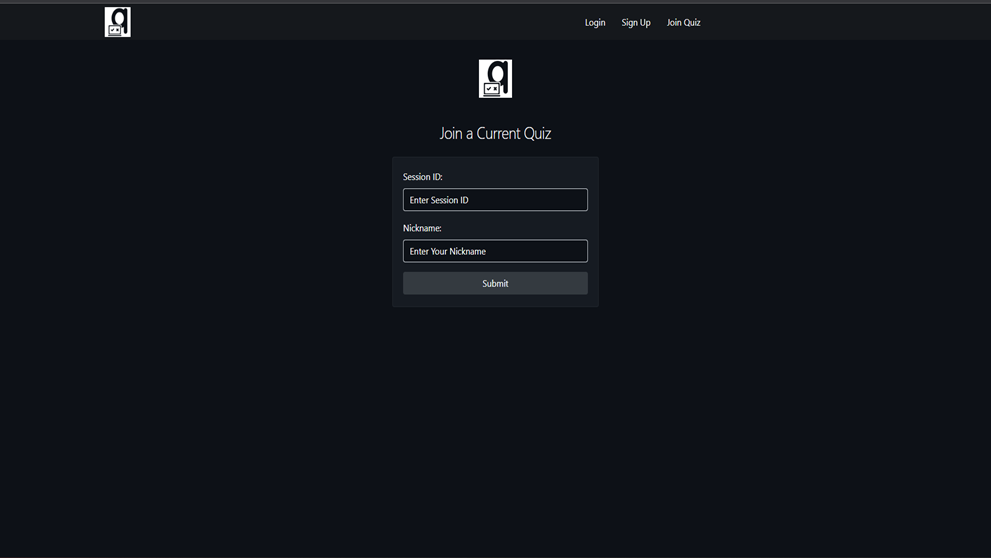 q
Login Sign Up Join Quiz
q
Join a Current Quiz
Session ID:
Enter Session ID
Nickname:
Enter Your Nickname
Submit